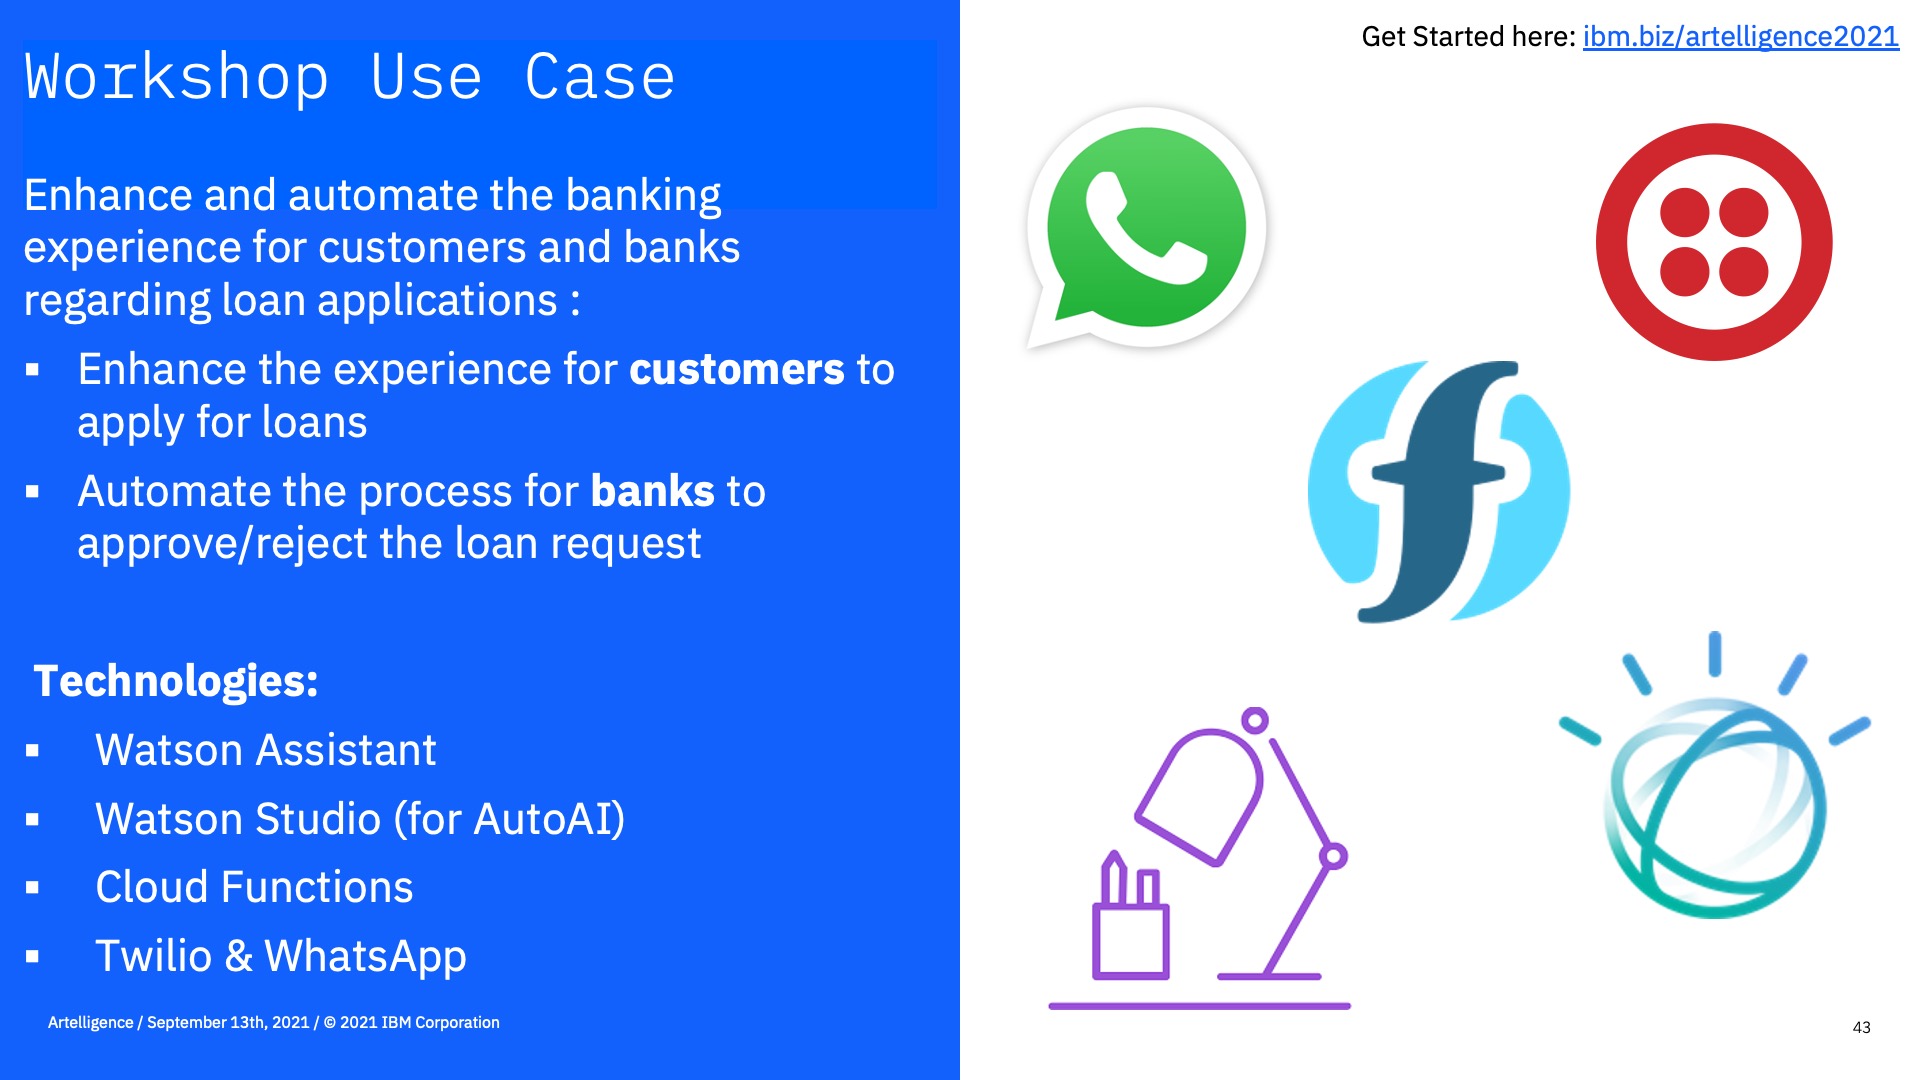 Get Started here: ibm.biz/artelligence2021
Workshop Use Case
Enhance and automate the banking
experience for customers and banks
regarding loan applications :
▪ Enhance the experience for customers to
apply for loans
▪ Automate the process for banks to
approve/reject the loan request
Technologies:
▪ Watson Assistant
▪ Watson Studio (for AutoAI)
▪ Cloud Functions
▪ Twilio & WhatsApp
Artelligence / September 13th, 2021 / © 2021 IBM Corporation
43